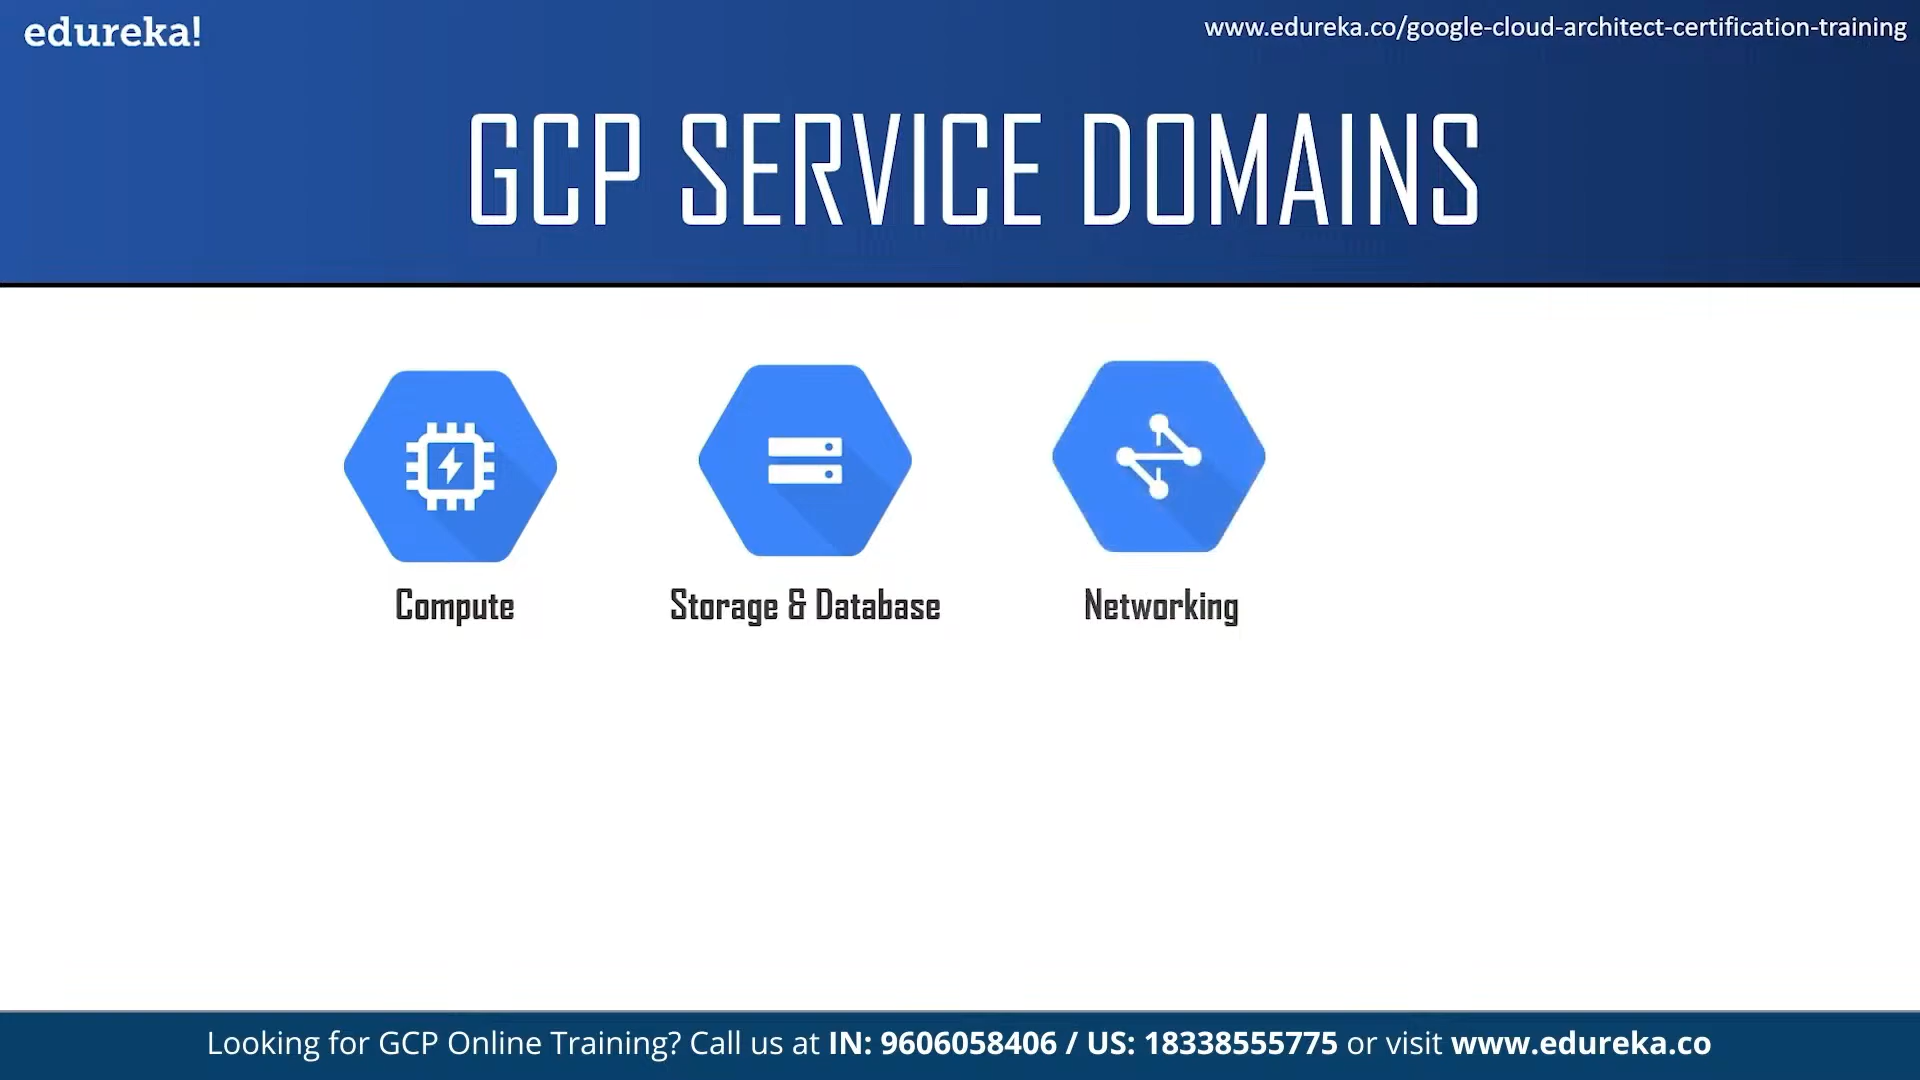 edureka!
www.edureka.co/google-cloud-architect-certification-training
GCP SERVICE DOMAINS
Compute
Storage & Database
Networking
Looking for GCP Online Training? Call us at IN: 9606058406 / US: 18338555775 or visit www.edureka.co